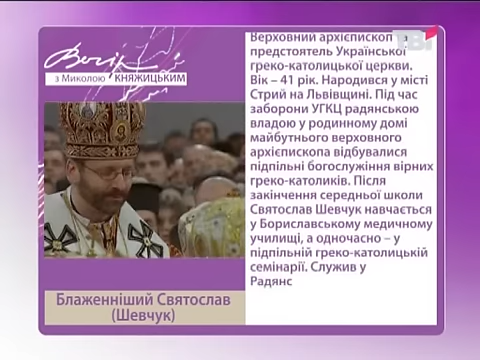 Вечір
з Миколою КНЯЖИЦЬКИМ
Блаженніший Святослав
(Шевчук)
ТВі
Верховний архієпископ
предстоятель Української
греко-католицької церкви.
Вік – 41 рік. Народився у місті
Стрий на Львівщині. Під час
заборони УГКЦ радянською
владою у родинному домі
майбутнього верховного
архієпископа відбувалися
підпільні богослужіння вірних
греко-католиків. Після
закінчення середньої школи
Святослав Шевчук навчається
у Бориславському медичному
училищі, а одночасно – у
підпільній греко-католицькій
семінарії. Служив у
Радянс